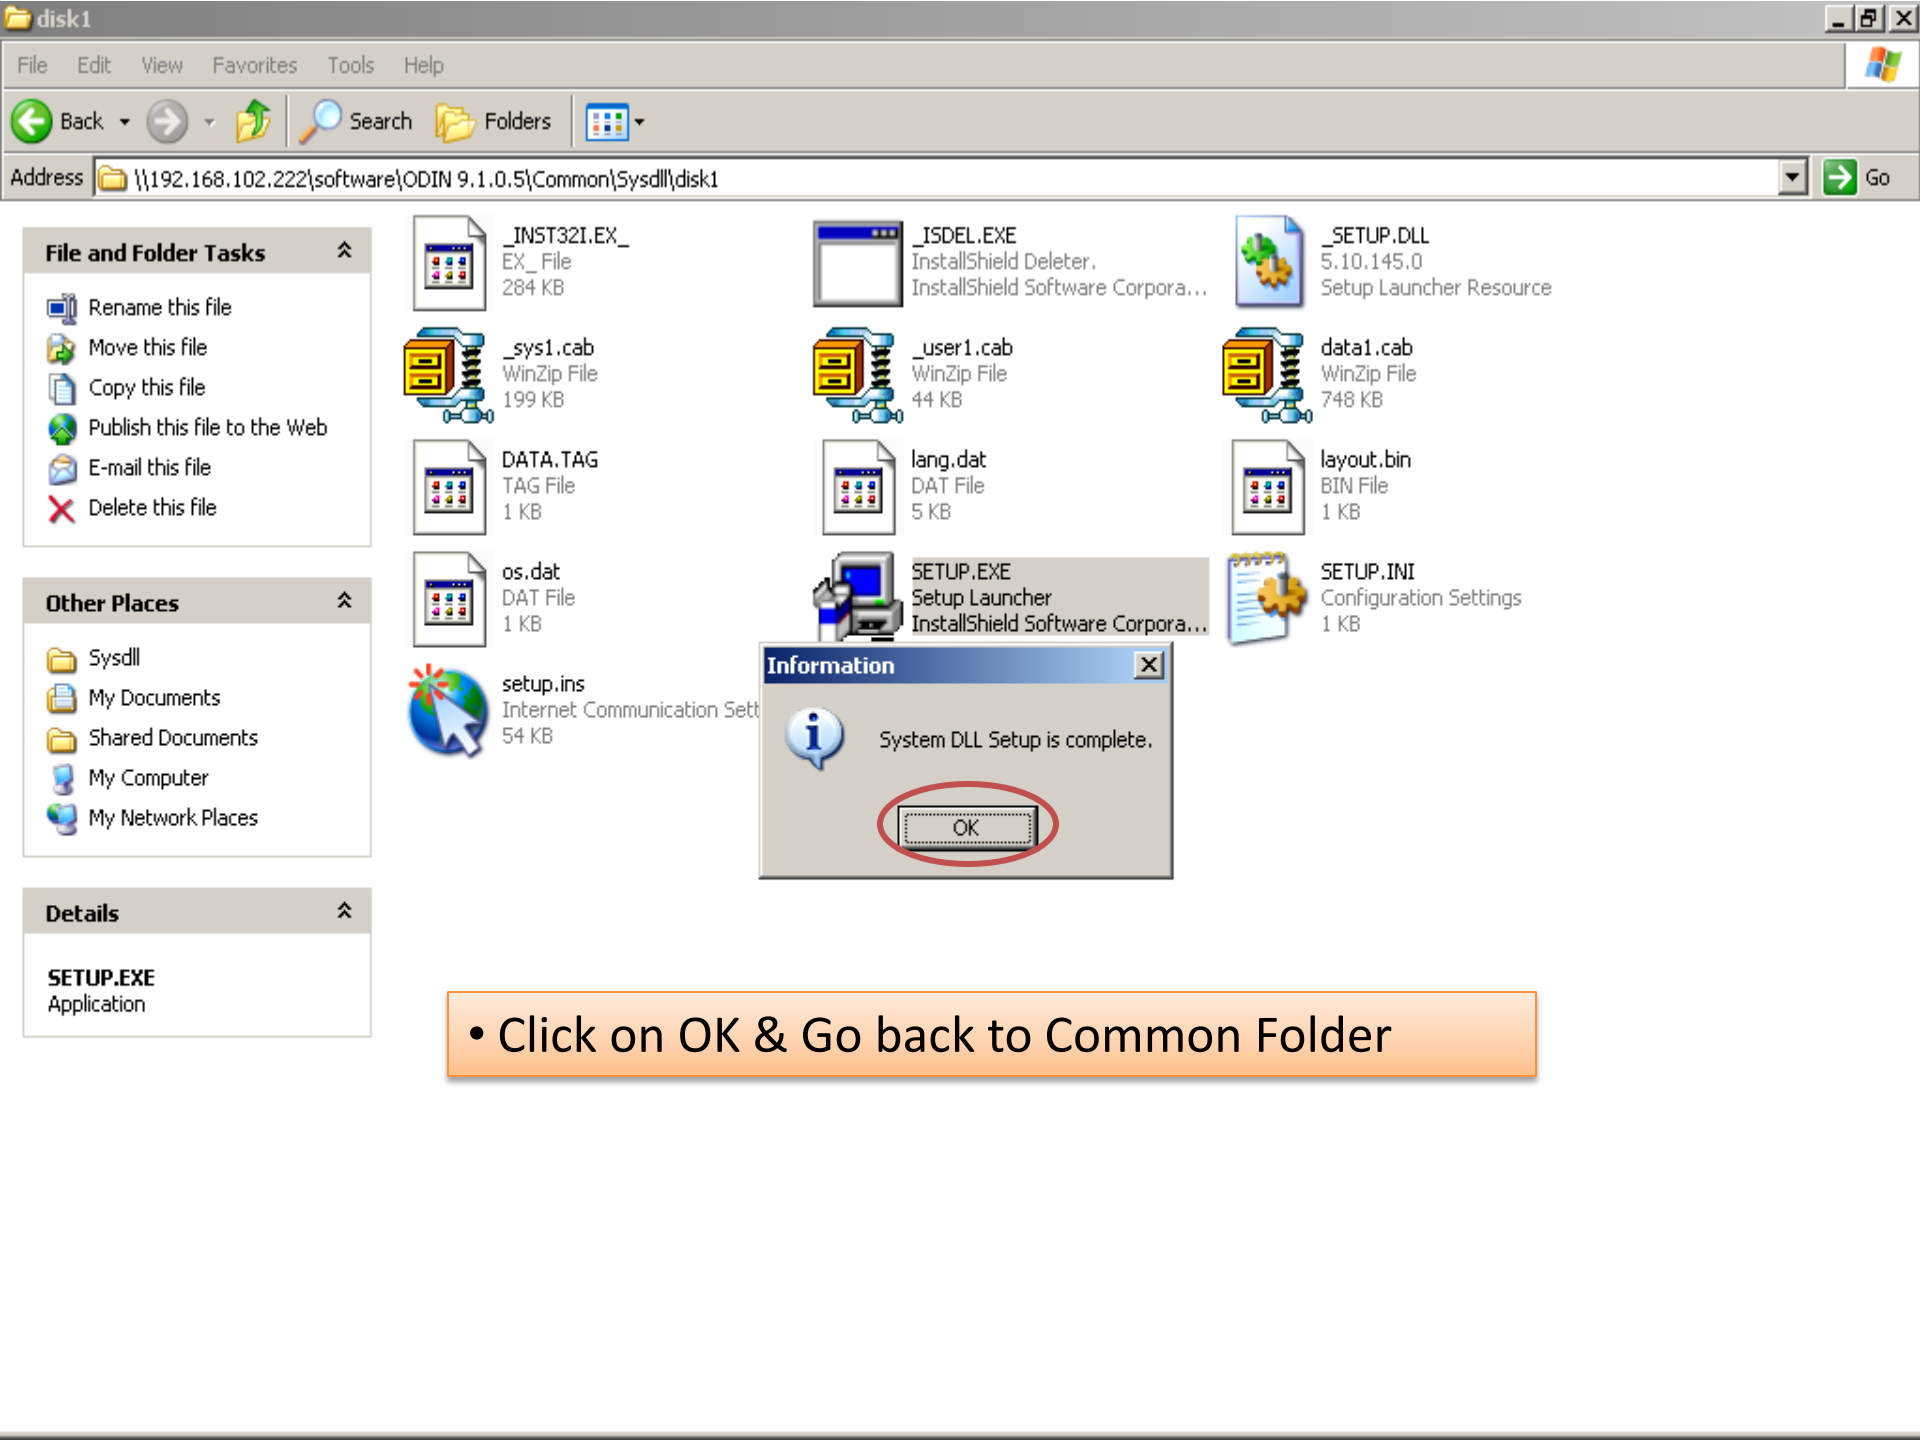 disk1
File Edit View Favorites Tools Help
Back Search Folders
Address \\192.168.102.222\software\ODIN 9.1.0.5\Common\Sysdll\disk1 Go
File and Folder Tasks
Rename this file
Move this file
Copy this file
Publish this file to the Web
E-mail this file
Delete this file
Other Places
Sysdll
My Documents
Shared Documents
My Computer
My Network Places
Details
SETUP.EXE
Application
_INST32I.EX_
EX_ File
284 KB
_ISDEL.EXE
InstallShield Deleter.
InstallShield Software Corpora...
_SETUP.DLL
5.10.145.0
Setup Launcher Resource
_sys1.cab
WinZip File
199 KB
_user1.cab
WinZip File
44 KB
data1.cab
WinZip File
748 KB
DATA.TAG
TAG File
1 KB
lang.dat
DAT File
5 KB
layout.bin
BIN File
1 KB
os.dat
DAT File
1 KB
SETUP.EXE
Setup Launcher
InstallShield Software Corpora...
SETUP.INI
Configuration Settings
1 KB
setup.ins
Internet Communication Sett
54 KB
Information
System DLL Setup is complete.
OK
• Click on OK & Go back to Common Folder